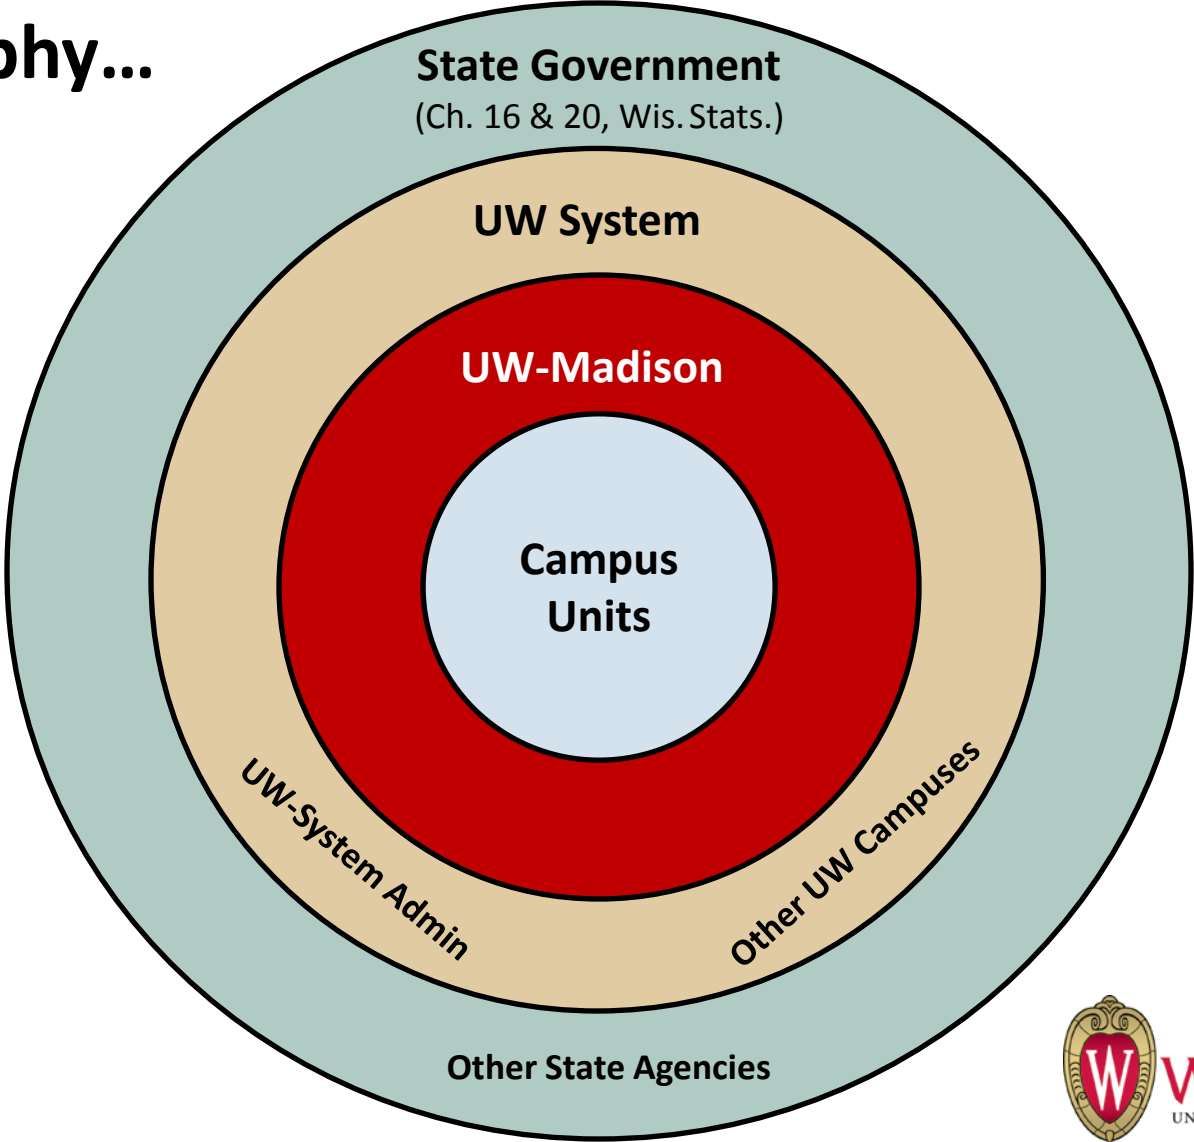 phy...
State Government
(Ch. 16 & 20, Wis. Stats.)
UW System
UW-Madison
Campus
Units
UW-System Admin
Other UW Campuses
Other State Agencies
W
W
UN